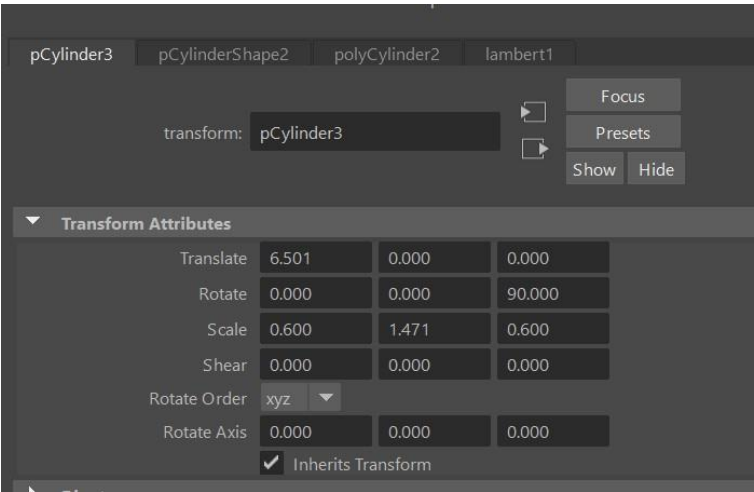 pCylinder3 pCylinderShape2 polyCylinder2 lambert1
Focus
transform: pCylinder3 Presets
Show Hide
Transform Attributes
Translate 6.501 0.000 0.000
Rotate 0.000 0.000 90.000
Scale 0.600 1.471 0.600
Shear 0.000 0.000 0.000
Rotate Order xyz
Rotate Axis 0.000 0.000 0.000
Inherits Transform